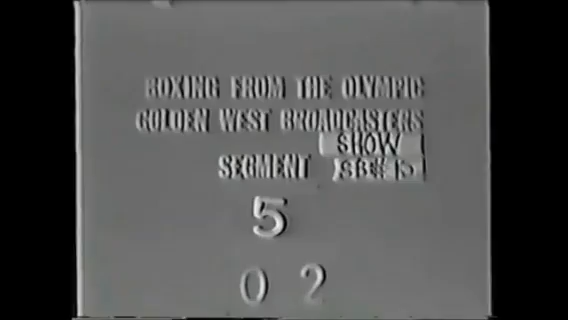 BOXING FROM THE OLYMPIC
GOLDEN WEST BROADCASTERS
SHOW
SEGMENT
5
0 2